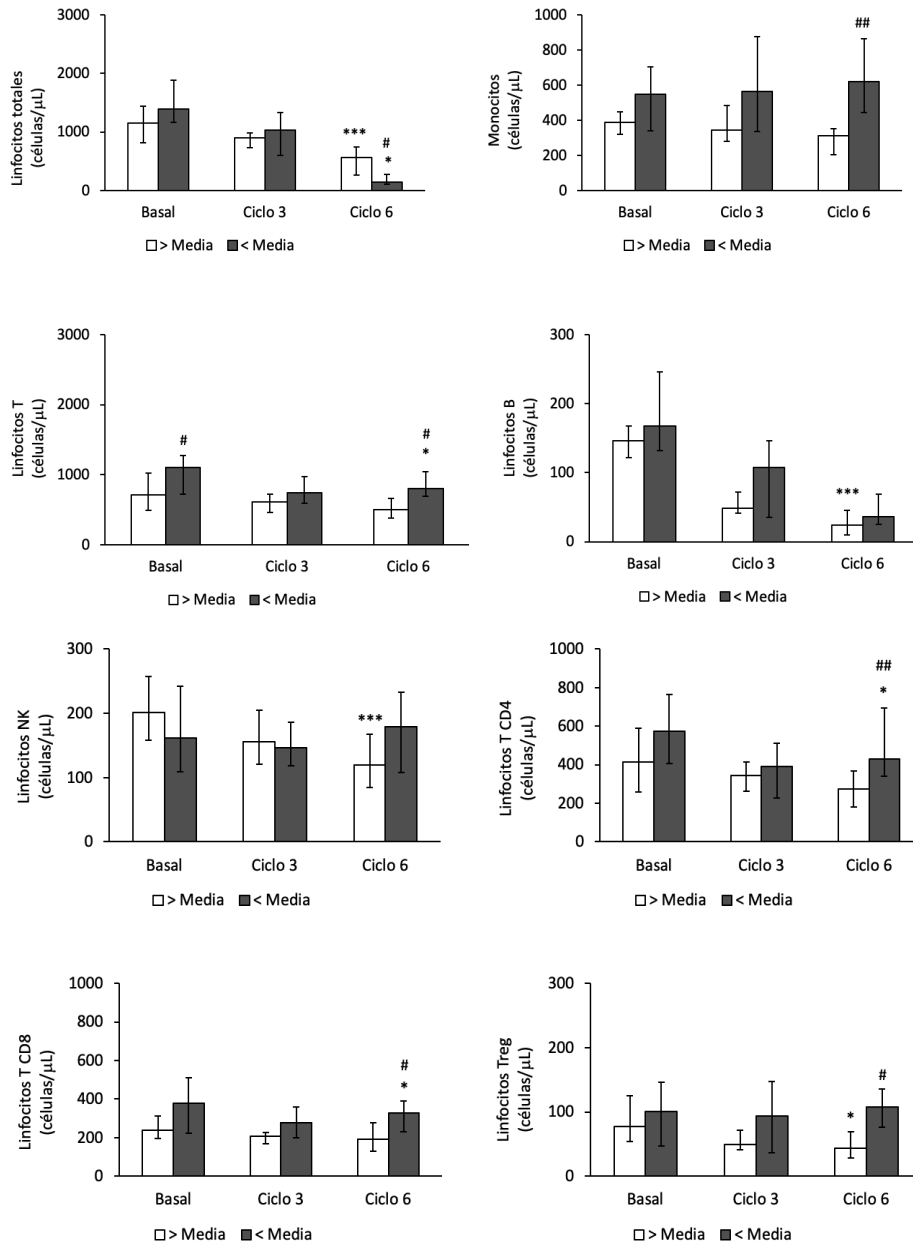 Linfocitos totales
(células/μL)
3000
2000
1000
0
***
#
*
Basal
Ciclo 3
Ciclo 6
> Media
< Media
Monocitos
(células/μL)
1000
800
600
400
200
0
##
Basal
Ciclo 3
Ciclo 6
> Media
< Media
Linfocitos T
(células/μL)
3000
2000
1000
0
#
#
*
Basal
Ciclo 3
Ciclo 6
> Media
< Media
Linfocitos B
(células/μL)
300
200
100
0
***
Basal
Ciclo 3
Ciclo 6
> Media
< Media
Linfocitos NK
(células/μL)
300
200
100
0
***
Basal
Ciclo 3
Ciclo 6
> Media
< Media
Linfocitos T CD4
(células/μL)
1000
800
600
400
200
0
##
*
Basal
Ciclo 3
Ciclo 6
> Media
< Media
Linfocitos T CD8
(células/μL)
1000
800
600
400
200
0
#
*
Basal
Ciclo 3
Ciclo 6
> Media
< Media
Linfocitos Treg
(células/μL)
300
200
100
0
*
#
Basal
Ciclo 3
Ciclo 6
> Media
< Media